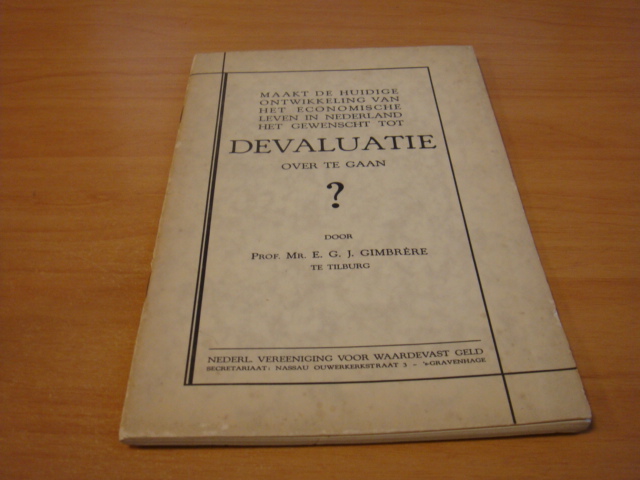 MAAKT DE HUIDIGE
ONTWIKKELING VAN
HET ECONOMISCHE
LEVEN IN NEDERLAND
HET GEWENSCHT TOT
DEVALUATIE
OVER TE GAAN
?
DOOR
PROF. MR. E. G. J. GIMBRÈRE
TE TILBURG
NEDERL. VEREENIGING VOOR WAARDEVAST GELD
SECRETARIAAT: NASSAU OUWERKERKSTRAAT 3 - 'sGRAVENHAGE